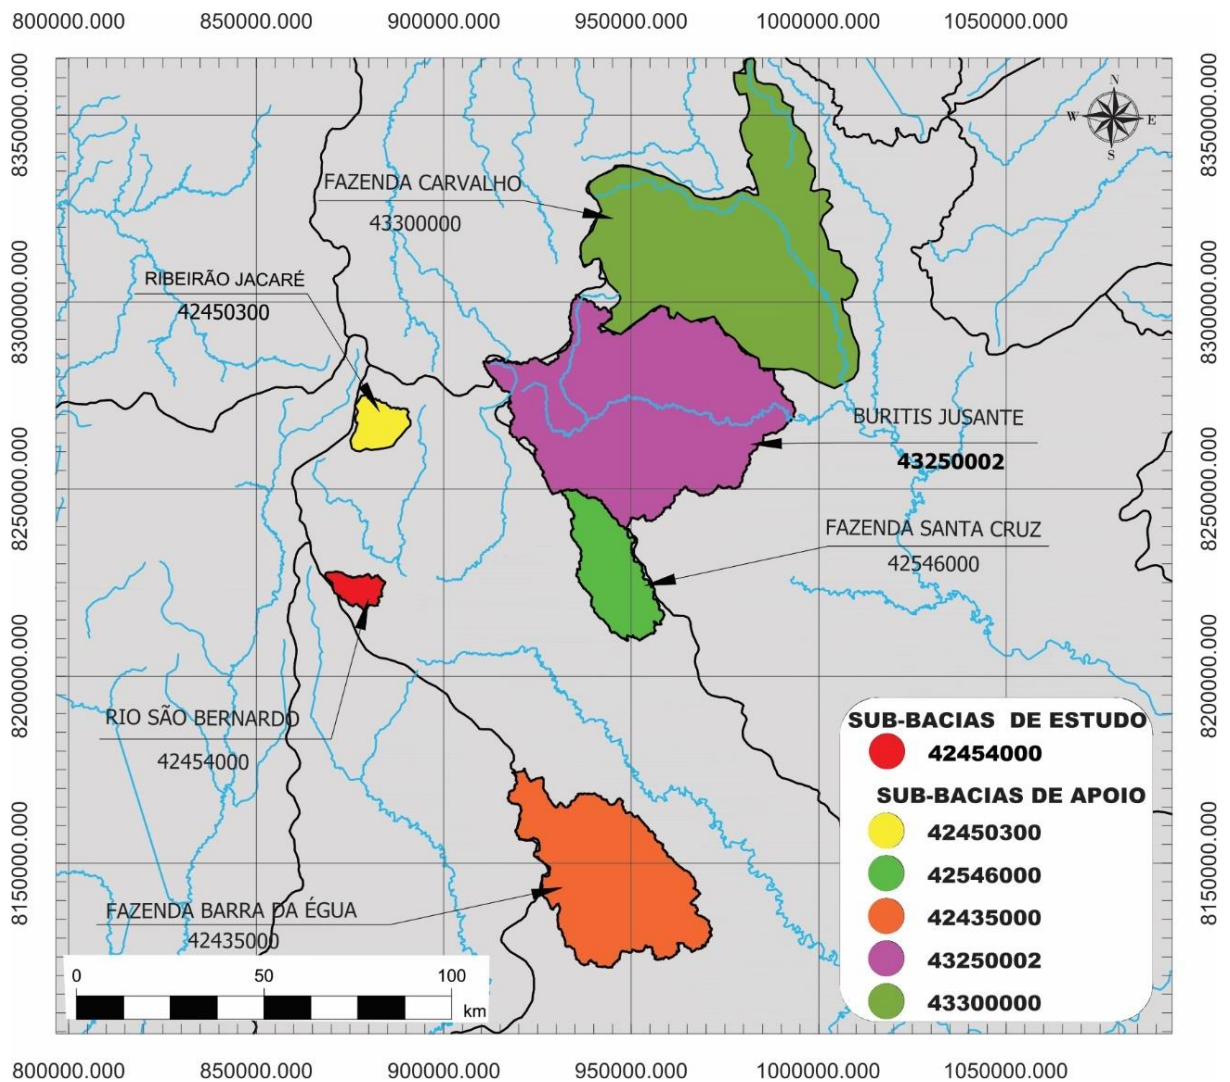 800000.000 850000.000 900000.000 950000.000 1000000.000 1050000.000
8350000.000 8350000.000
8300000.000 8300000.000
8250000.000 8250000.000
8200000.000 8200000.000
8150000.000 8150000.000
N
W E
S
FAZENDA CARVALHO
43300000
RIBEIRÃO JACARÉ
42450300
BURITIS JUSANTE
43250002
FAZENDA SANTA CRUZ
42546000
RIO SÃO BERNARDO
42454000
FAZENDA BARRA DA ÉGUA
42435000
SUB-BACIAS DE ESTUDO
42454000
SUB-BACIAS DE APOIO
42450300
42546000
42435000
43250002
43300000
0 50 100
km
800000.000 850000.000 900000.000 950000.000 1000000.000 1050000.000